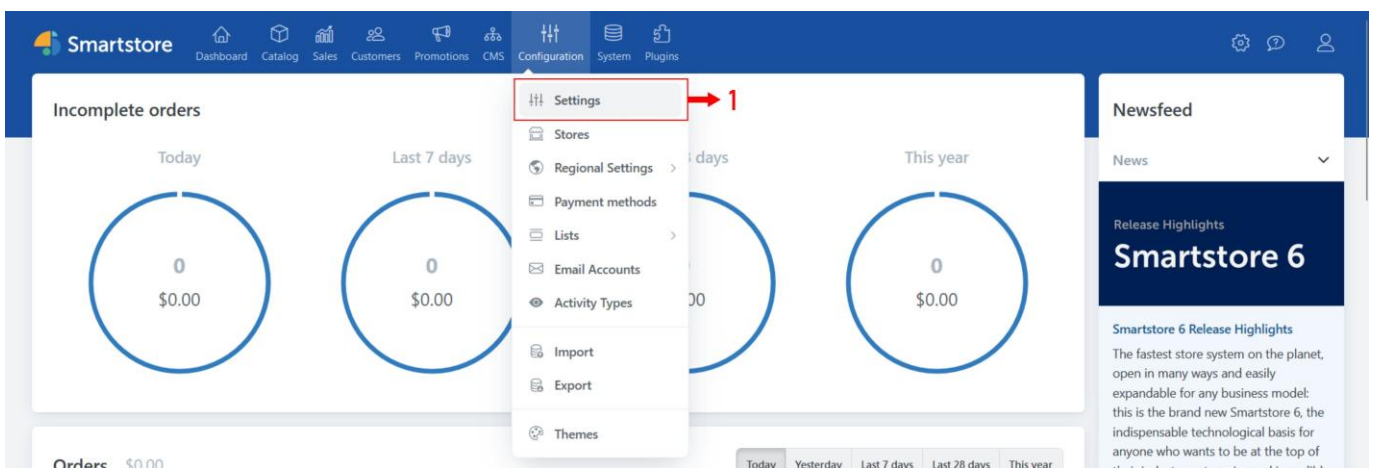 Smartstore
Dashboard
Catalog
Sales
Customers
Promotions
CMS
Configuration
System
Plugins
Incomplete orders
Today
Last 7 days
days
This year
0
$0.00
0
$0.00
00
0
$0.00
Settings
1
Stores
Regional Settings
Payment methods
Lists
Email Accounts
Activity Types
Import
Export
Themes
Newsfeed
News
Release Highlights
Smartstore 6
Smartstore 6 Release Highlights
The fastest store system on the planet,
open in many ways and easily
expandable for any business model:
this is the brand new Smartstore 6, the
indispensable technological basis for
anyone who wants to be at the top of
Orders $0.00
Today
Yesterday
Last 7 days
Last 28 days
This year